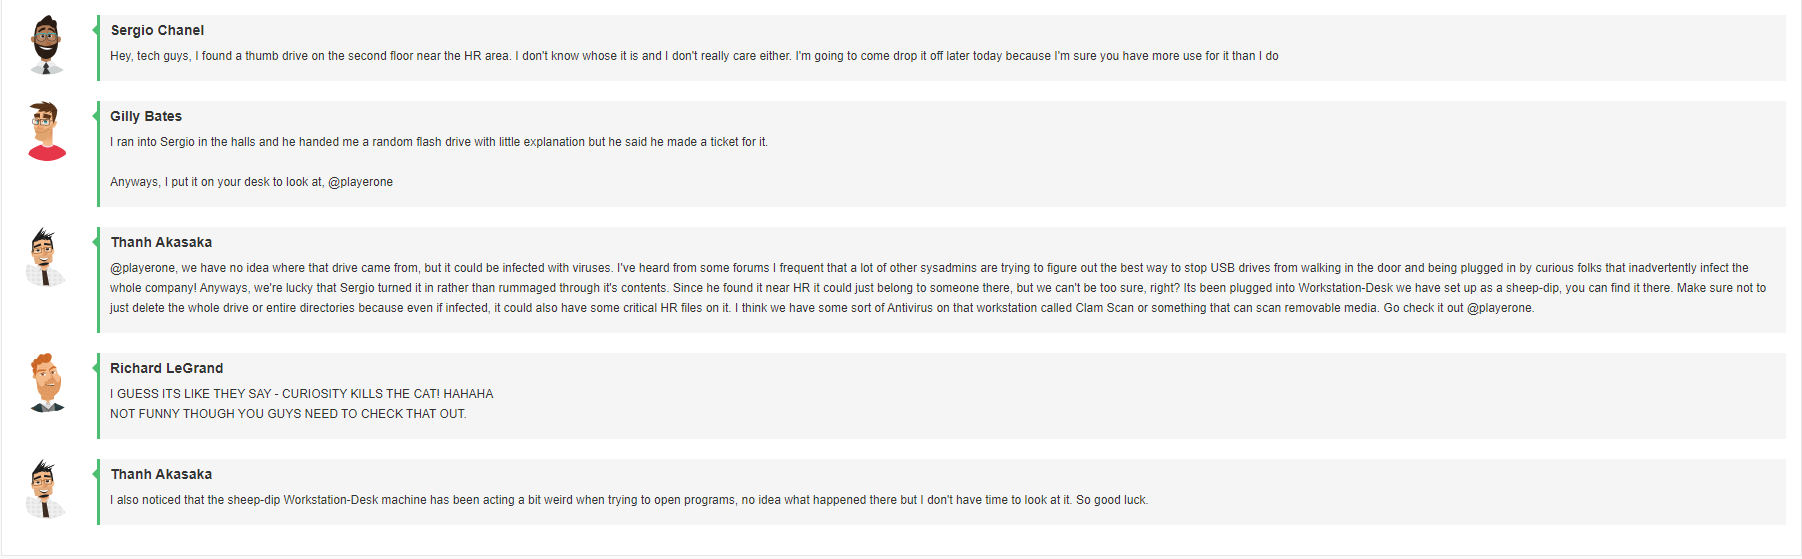 Sergio Chanel
Hey, tech guys, I found a thumb drive on the second floor near the HR area. I don't know whose it is and I don't really care either. I'm going to come drop it off later today because I'm sure you have more use for it than I do
Gilly Bates
I ran into Sergio in the halls and he handed me a random flash drive with little explanation but he said he made a ticket for it.
Anyways, I put it on your desk to look at, @playerone
Thanh Akasaka
@playerone, we have no idea where that drive came from, but it could be infected with viruses. I've heard from some forums I frequent that a lot of other sysadmins are trying to figure out the best way to stop USB drives from walking in the door and being plugged in by curious folks that inadvertently infect the
whole company! Anyways, we're lucky that Sergio turned it in rather than rummaged through it's contents. Since he found it near HR it could just belong to someone there, but we can't be too sure, right? Its been plugged into Workstation-Desk we have set up as a sheep-dip, you can find it there. Make sure not to
just delete the whole drive or entire directories because even if infected, it could also have some critical HR files on it. I think we have some sort of Antivirus on that workstation called Clam Scan or something that can scan removable media. Go check it out @playerone.
Richard LeGrand
I GUESS ITS LIKE THEY SAY - CURIOSITY KILLS THE CAT! HAHAHA
NOT FUNNY THOUGH YOU GUYS NEED TO CHECK THAT OUT.
Thanh Akasaka
I also noticed that the sheep-dip Workstation-Desk machine has been acting a bit weird when trying to open programs, no idea what happened there but I don't have time to look at it. So good luck.